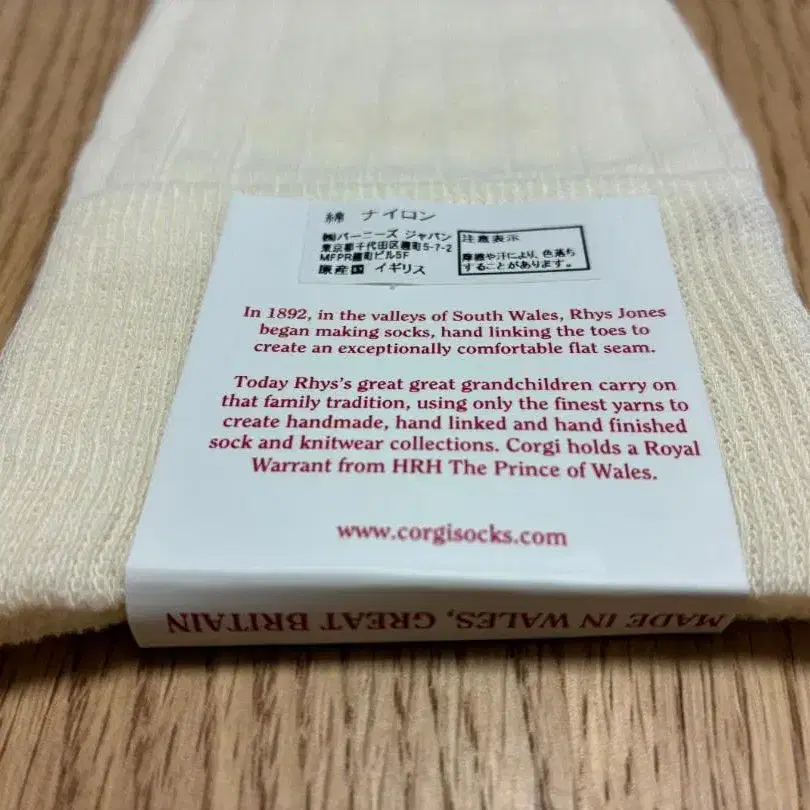 綿 ナイロン
㈱バーニーズ ジャパン
東京都千代田区麹町5-7-2
MFPR麹町ビル5F
原産国 イギリス
注意表示
摩擦や汗により、色落ち
することがあります。
In 1892, in the valleys of South Wales, Rhys Jones
began making socks, hand linking the toes to
create an exceptionally comfortable flat seam.
Today Rhys's great great grandchildren carry on
that family tradition, using only the finest yarns to
create handmade, hand linked and hand finished
sock and knitwear collections. Corgi holds a Royal
Warrant from HRH The Prince of Wales.
www.corgisocks.com
MADE IN WALES, GREAT BRITAIN